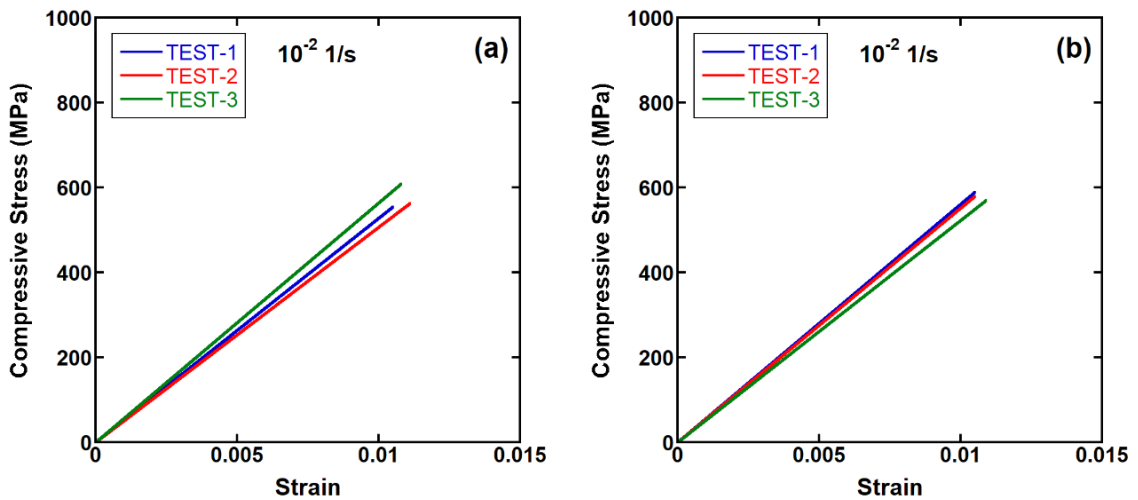 1000
800
600
400
200
0
Compressive Stress (MPa)
TEST-1
TEST-2
TEST-3
10⁻² 1/s
(a)
0 0.005 0.01 0.015
Strain
1000
800
600
400
200
0
Compressive Stress (MPa)
TEST-1
TEST-2
TEST-3
10⁻² 1/s
(b)
0 0.005 0.01 0.015
Strain